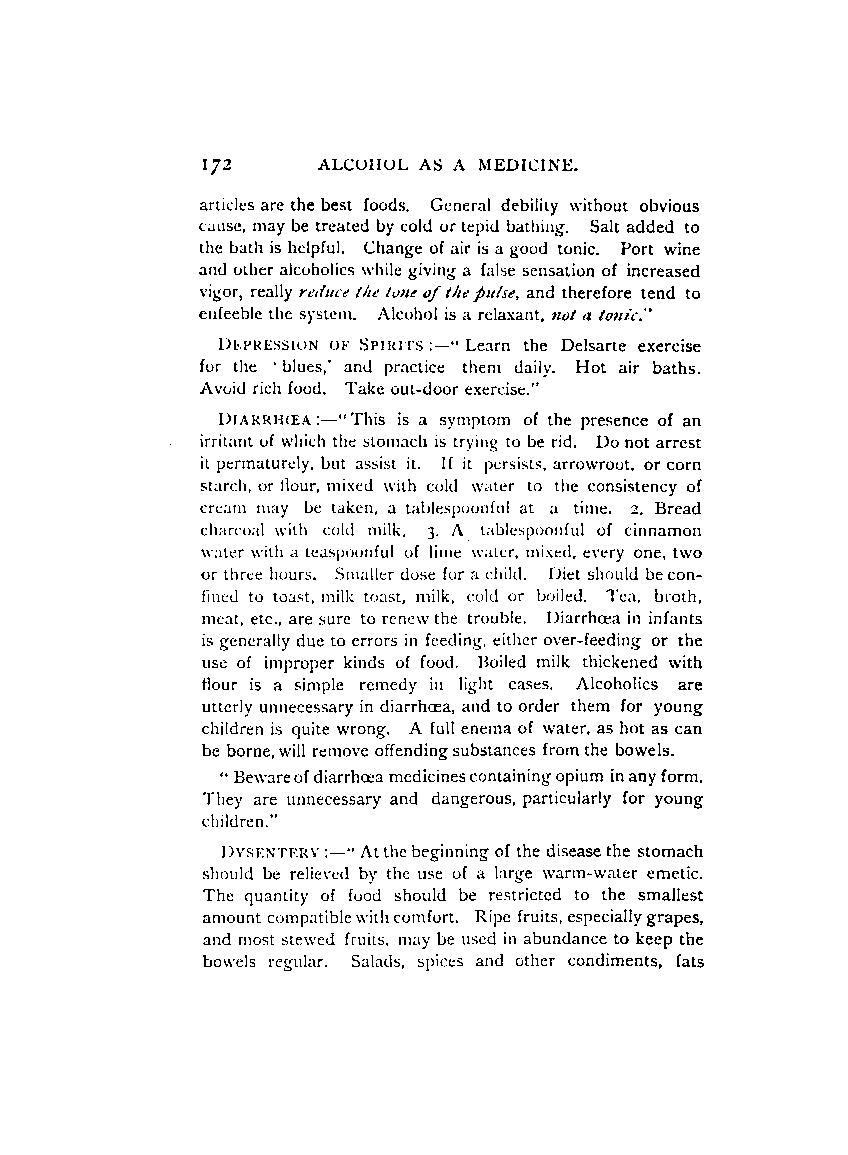 172 ALCOHOL AS A MEDICINE.
articles are the best foods. General debility without obvious
cause, may be treated by cold or tepid bathing. Salt added to
the bath is helpful. Change of air is a good tonic. Port wine
and other alcoholics while giving a false sensation of increased
vigor, really reduce the tone of the pulse, and therefore tend to
enfeeble the system. Alcohol is a relaxant, not a tonic."
DEPRESSION OF SPIRITS:—"Learn the Delsarte exercise
for the 'blues,' and practice them daily. Hot air baths.
Avoid rich food. Take out-door exercise."
DIARRHŒA:—"This is a symptom of the presence of an
irritant of which the stomach is trying to be rid. Do not arrest
it permaturely, but assist it. If it persists, arrowroot, or corn
starch, or flour, mixed with cold water to the consistency of
cream may be taken, a tablespoonful at a time. 2. Bread
charcoal with cold milk. 3. A tablespoonful of cinnamon
water with a teaspoonful of lime water, mixed, every one, two
or three hours. Smaller dose for a child. Diet should be con-
fined to toast, milk toast, milk, cold or boiled. Tea, broth,
meat, etc., are sure to renew the trouble. Diarrhœa in infants
is generally due to errors in feeding, either over-feeding or the
use of improper kinds of food. Boiled milk thickened with
flour is a simple remedy in light cases. Alcoholics are
utterly unnecessary in diarrhœa, and to order them for young
children is quite wrong. A full enema of water, as hot as can
be borne, will remove offending substances from the bowels.
"Beware of diarrhœa medicines containing opium in any form.
They are unnecessary and dangerous, particularly for young
children."
DYSENTERY:—"At the beginning of the disease the stomach
should be relieved by the use of a large warm-water emetic.
The quantity of food should be restricted to the smallest
amount compatible with comfort. Ripe fruits, especially grapes,
and most stewed fruits, may be used in abundance to keep the
bowels regular. Salads, spices and other condiments, fats